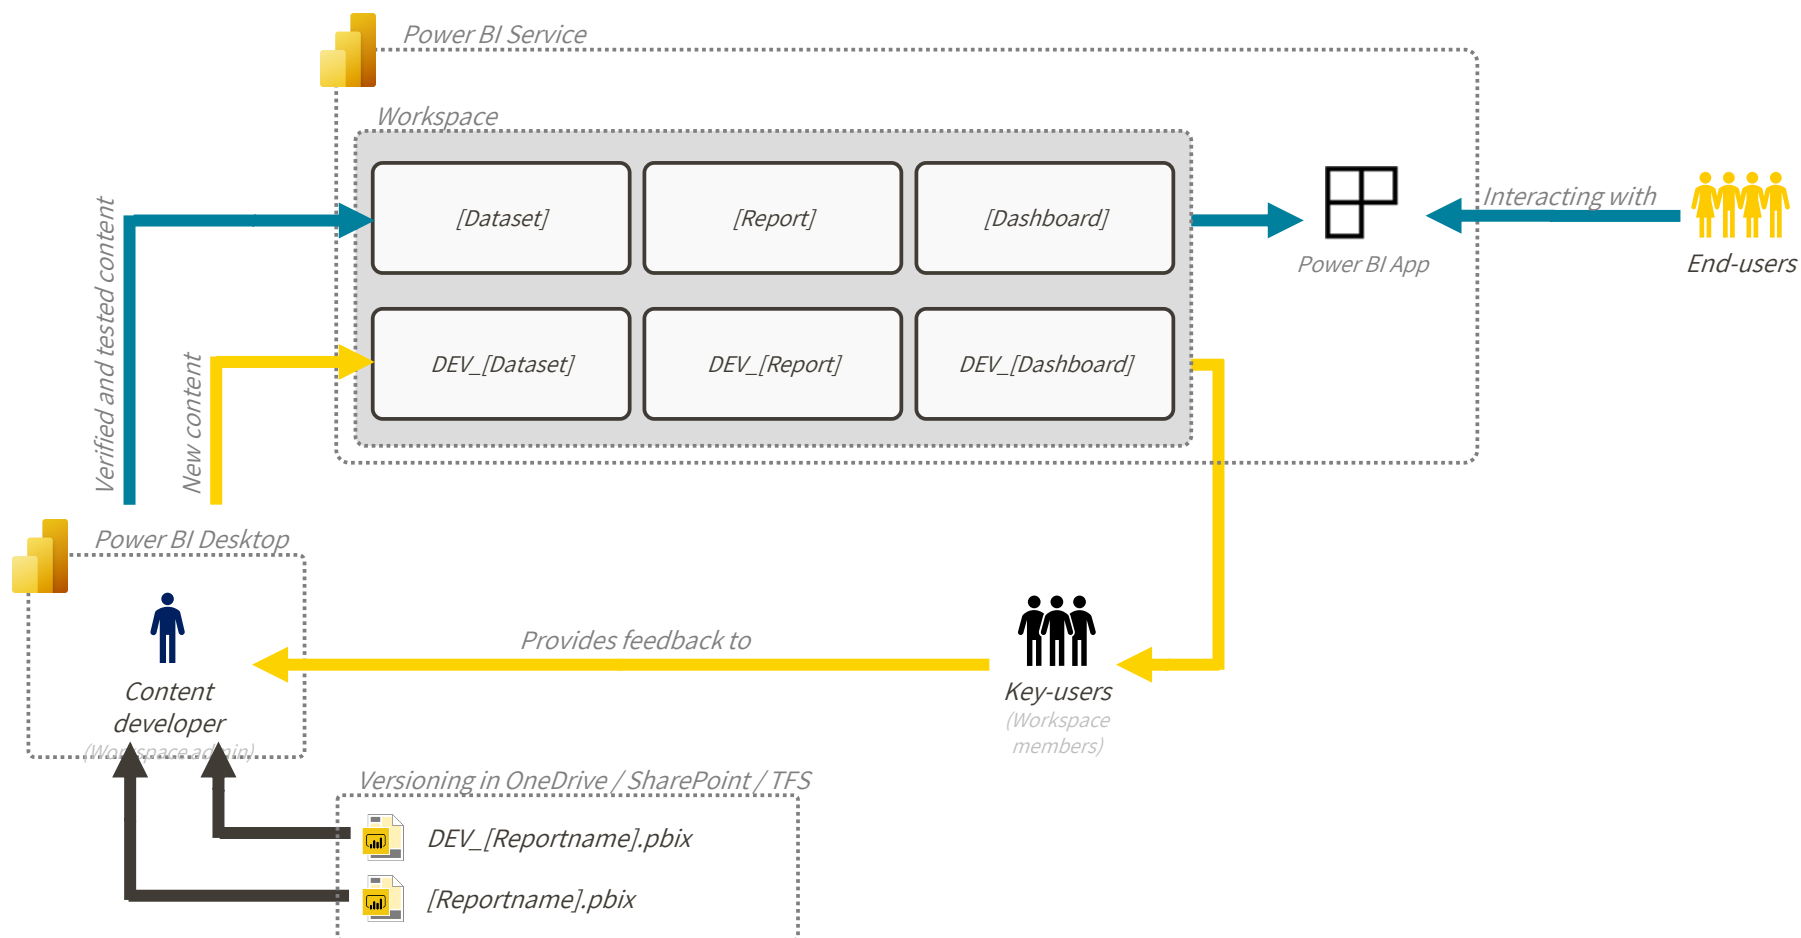 Power BI Service
Workspace
[Dataset]
[Report]
[Dashboard]
Interacting with
Power BI App
End-users
DEV_[Dataset]
DEV_[Report]
DEV_[Dashboard]
Verified and tested content
New content
Power BI Desktop
Content
developer
(Workspace admin)
Provides feedback to
Key-users
(Workspace
members)
Versioning in OneDrive / SharePoint / TFS
DEV_[Reportname].pbix
[Reportname].pbix